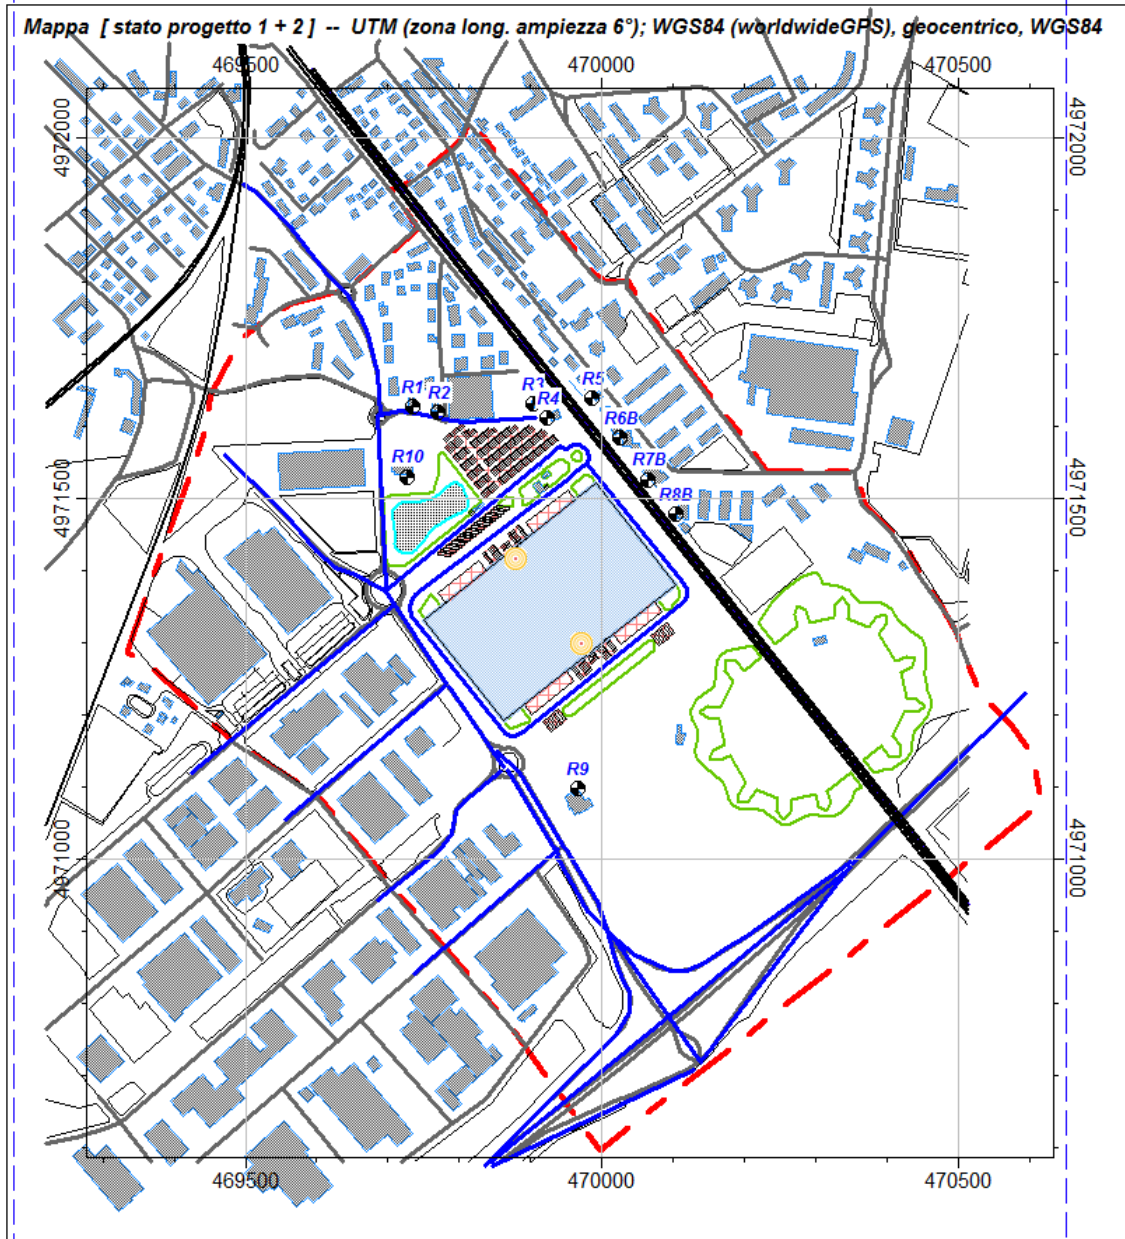 Mappa [ stato progetto 1 + 2 ] -- UTM (zona long. ampiezza 6°); WGS84 (worldwideGPS), geocentrico, WGS84
469500
470000
470500
4972000
4972000
R1
R2
R3
R4
R5
R6B
R7B
R8B
R10
4971500
4971500
R9
4971000
4971000
469500
470000
470500